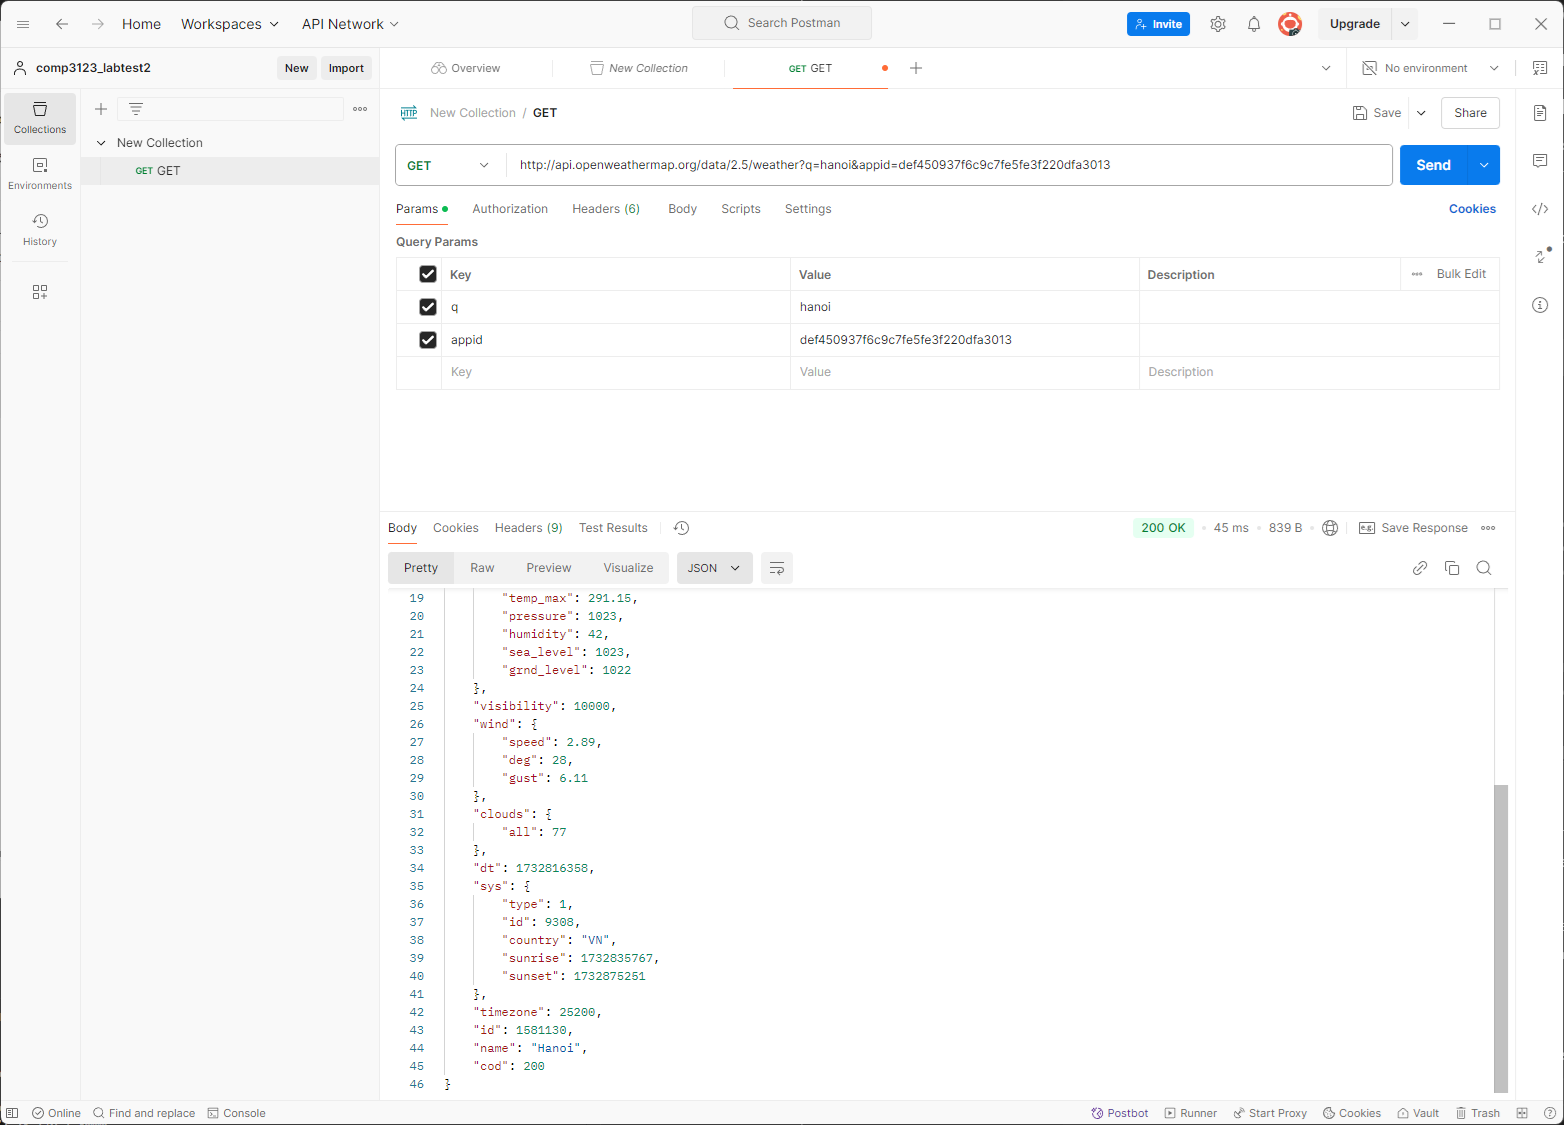 Home Workspaces API Network Search Postman Invite Upgrade
comp3123_labtest2 New Import Overview New Collection GET GET No environment
Collections
New Collection
GET GET
Environments
History
HTTP New Collection / GET Save Share
GET http://api.openweathermap.org/data/2.5/weather?q=hanoi&appid=def450937f6c9c7fe5fe3f220dfa3013 Send
Params Authorization Headers (6) Body Scripts Settings Cookies
Query Params
Key Value Description Bulk Edit
q hanoi
appid def450937f6c9c7fe5fe3f220dfa3013
Key Value Description
Body Cookies Headers (9) Test Results 200 OK 45 ms 839 B e.g. Save Response
Pretty Raw Preview Visualize JSON
19 "temp_max": 291.15,
20 "pressure": 1023,
21 "humidity": 42,
22 "sea_level": 1023,
23 "grnd_level": 1022
24 },
25 "visibility": 10000,
26 "wind": {
27 "speed": 2.89,
28 "deg": 28,
29 "gust": 6.11
30 },
31 "clouds": {
32 "all": 77
33 },
34 "dt": 1732816358,
35 "sys": {
36 "type": 1,
37 "id": 9308,
38 "country": "VN",
39 "sunrise": 1732835767,
40 "sunset": 1732875251
41 },
42 "timezone": 25200,
43 "id": 1581130,
44 "name": "Hanoi",
45 "cod": 200
46 }
Online Find and replace Console Postbot Runner Start Proxy Cookies Vault Trash